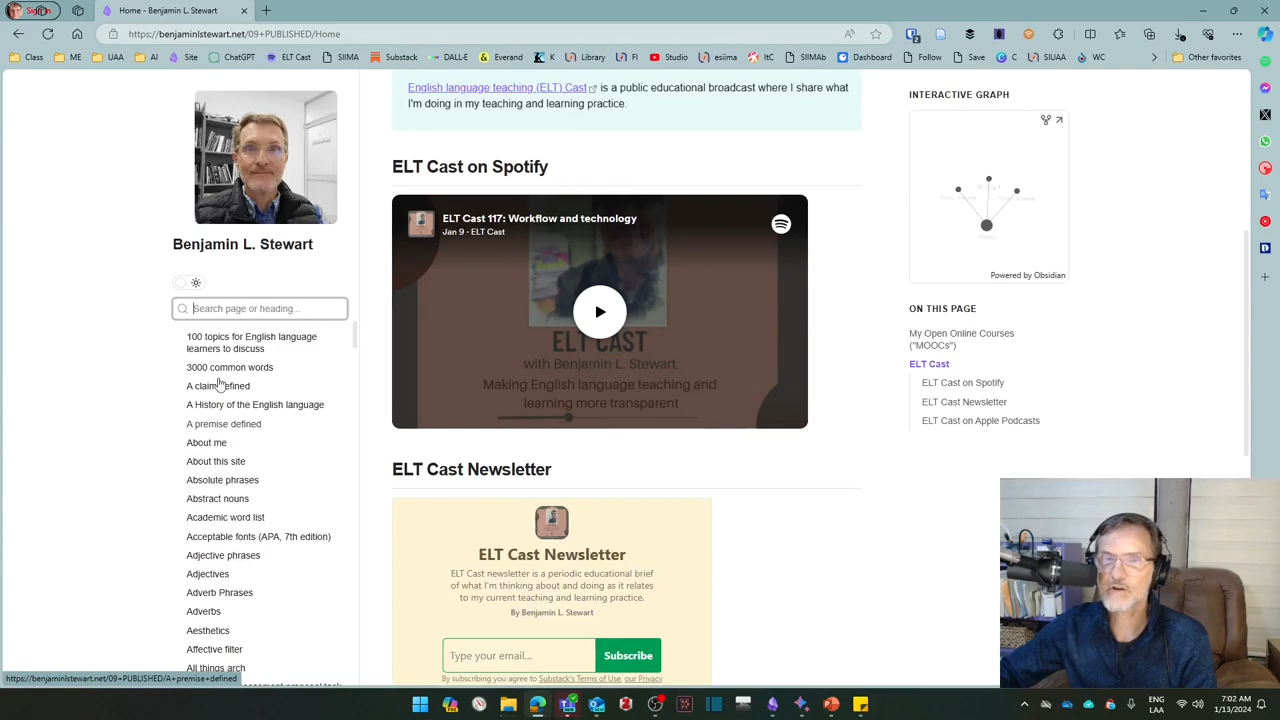 Sign in
Home - Benjamin L. Stewart
https://benjaminlstewart.com/09+PUBLISHED/Home
Class
ME
UAA
AI
Site
ChatGPT
ELT Cast
SIIMA
Substack
DALL-E
Everand
K
Library
FI
Studio
esiima
ItC
SIIMAb
Dashboard
Follow
Save
C
SIUAA
WC
Other favorites
Benjamin L. Stewart
Search page or heading...
100 topics for English language
learners to discuss
3000 common words
A claim defined
A History of the English language
A premise defined
About me
About this site
Absolute phrases
Abstract nouns
Academic word list
Acceptable fonts (APA, 7th edition)
Adjective phrases
Adjectives
Adverb Phrases
Adverbs
Aesthetics
Affective filter
All things arch
https://benjaminlstewart.com/09+PUBLISHED/A+premise+defined
English language teaching (ELT) Cast is a public educational broadcast where I share what
I'm doing in my teaching and learning practice.
ELT Cast on Spotify
ELT Cast 117: Workflow and technology
Jan 9 · ELT Cast
ELT CAST
with Benjamin L. Stewart
Making English language teaching and
learning more transparent
ELT Cast Newsletter
ELT Cast Newsletter
ELT Cast newsletter is a periodic educational brief
of what I'm thinking about and doing as it relates
to my current teaching and learning practice.
By Benjamin L. Stewart
Type your email...
Subscribe
By subscribing you agree to Substack's Terms of Use, our Privacy
INTERACTIVE GRAPH
Powered by Obsidian
ON THIS PAGE
My Open Online Courses
("MOOCs")
ELT Cast
ELT Cast on Spotify
ELT Cast Newsletter
ELT Cast on Apple Podcasts
ENG
LAA
7:02 AM
1/13/2024